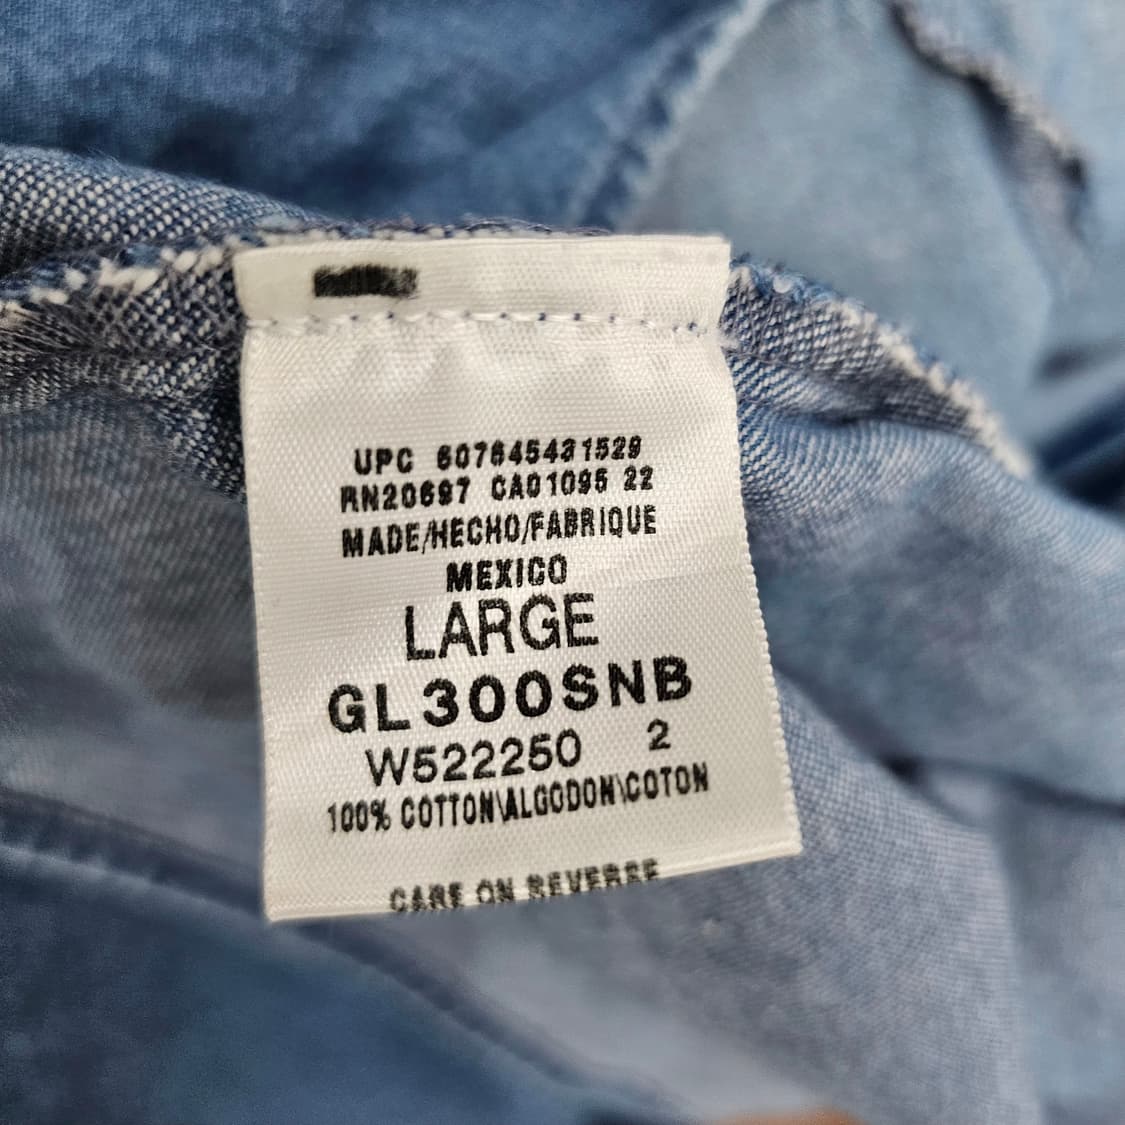 UPC 607645431529
RN20697 CA01095 22
MADE/HECHO/FABRIQUE
MEXICO
LARGE
GL300SNB
W522250 2
100% COTTON\ALGODON\COTON
CARE ON REVERSE